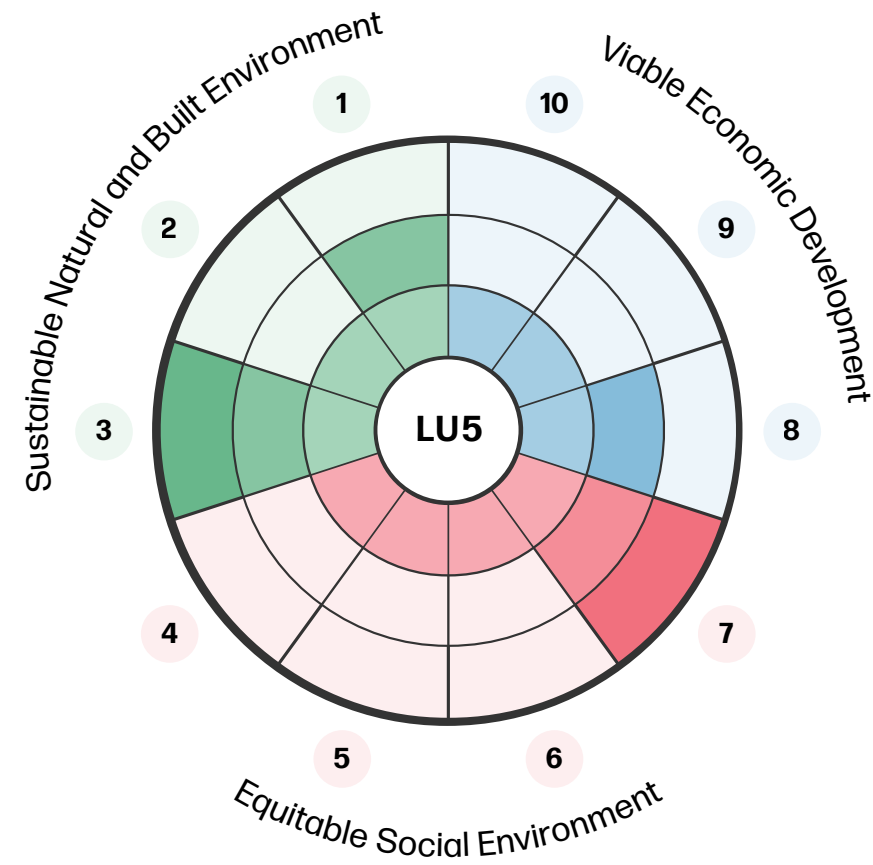 Sustainable Natural and Built Environment
Viable Economic Development
1
10
2
9
3
LU5
8
4
7
5
6
Equitable Social Environment